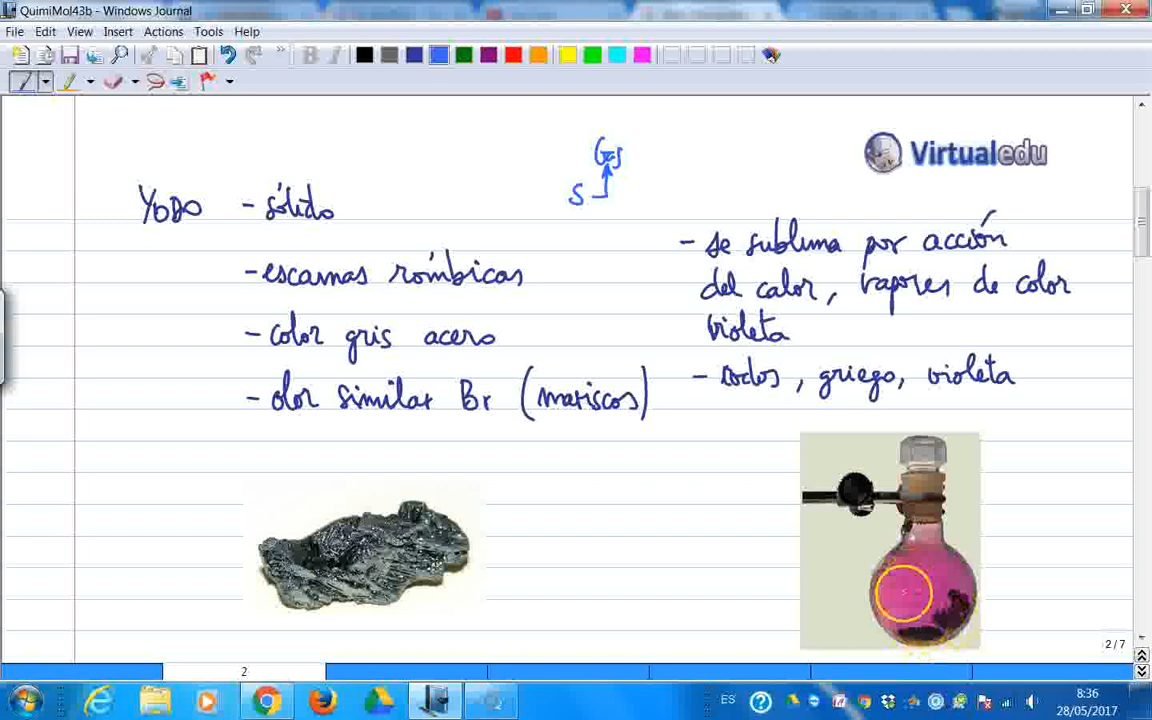 QuimiMol43b - Windows Journal
File Edit View Insert Actions Tools Help
Gas
S
Virtualedu
YODO - sólido
- escamas rómbicas
- color gris acero
- olor similar Br (mariscos)
- se sublima por acción
del calor, vapores de color
violeta
- iodos, griego, violeta
2 / 7
2
ES
8:36
28/05/2017